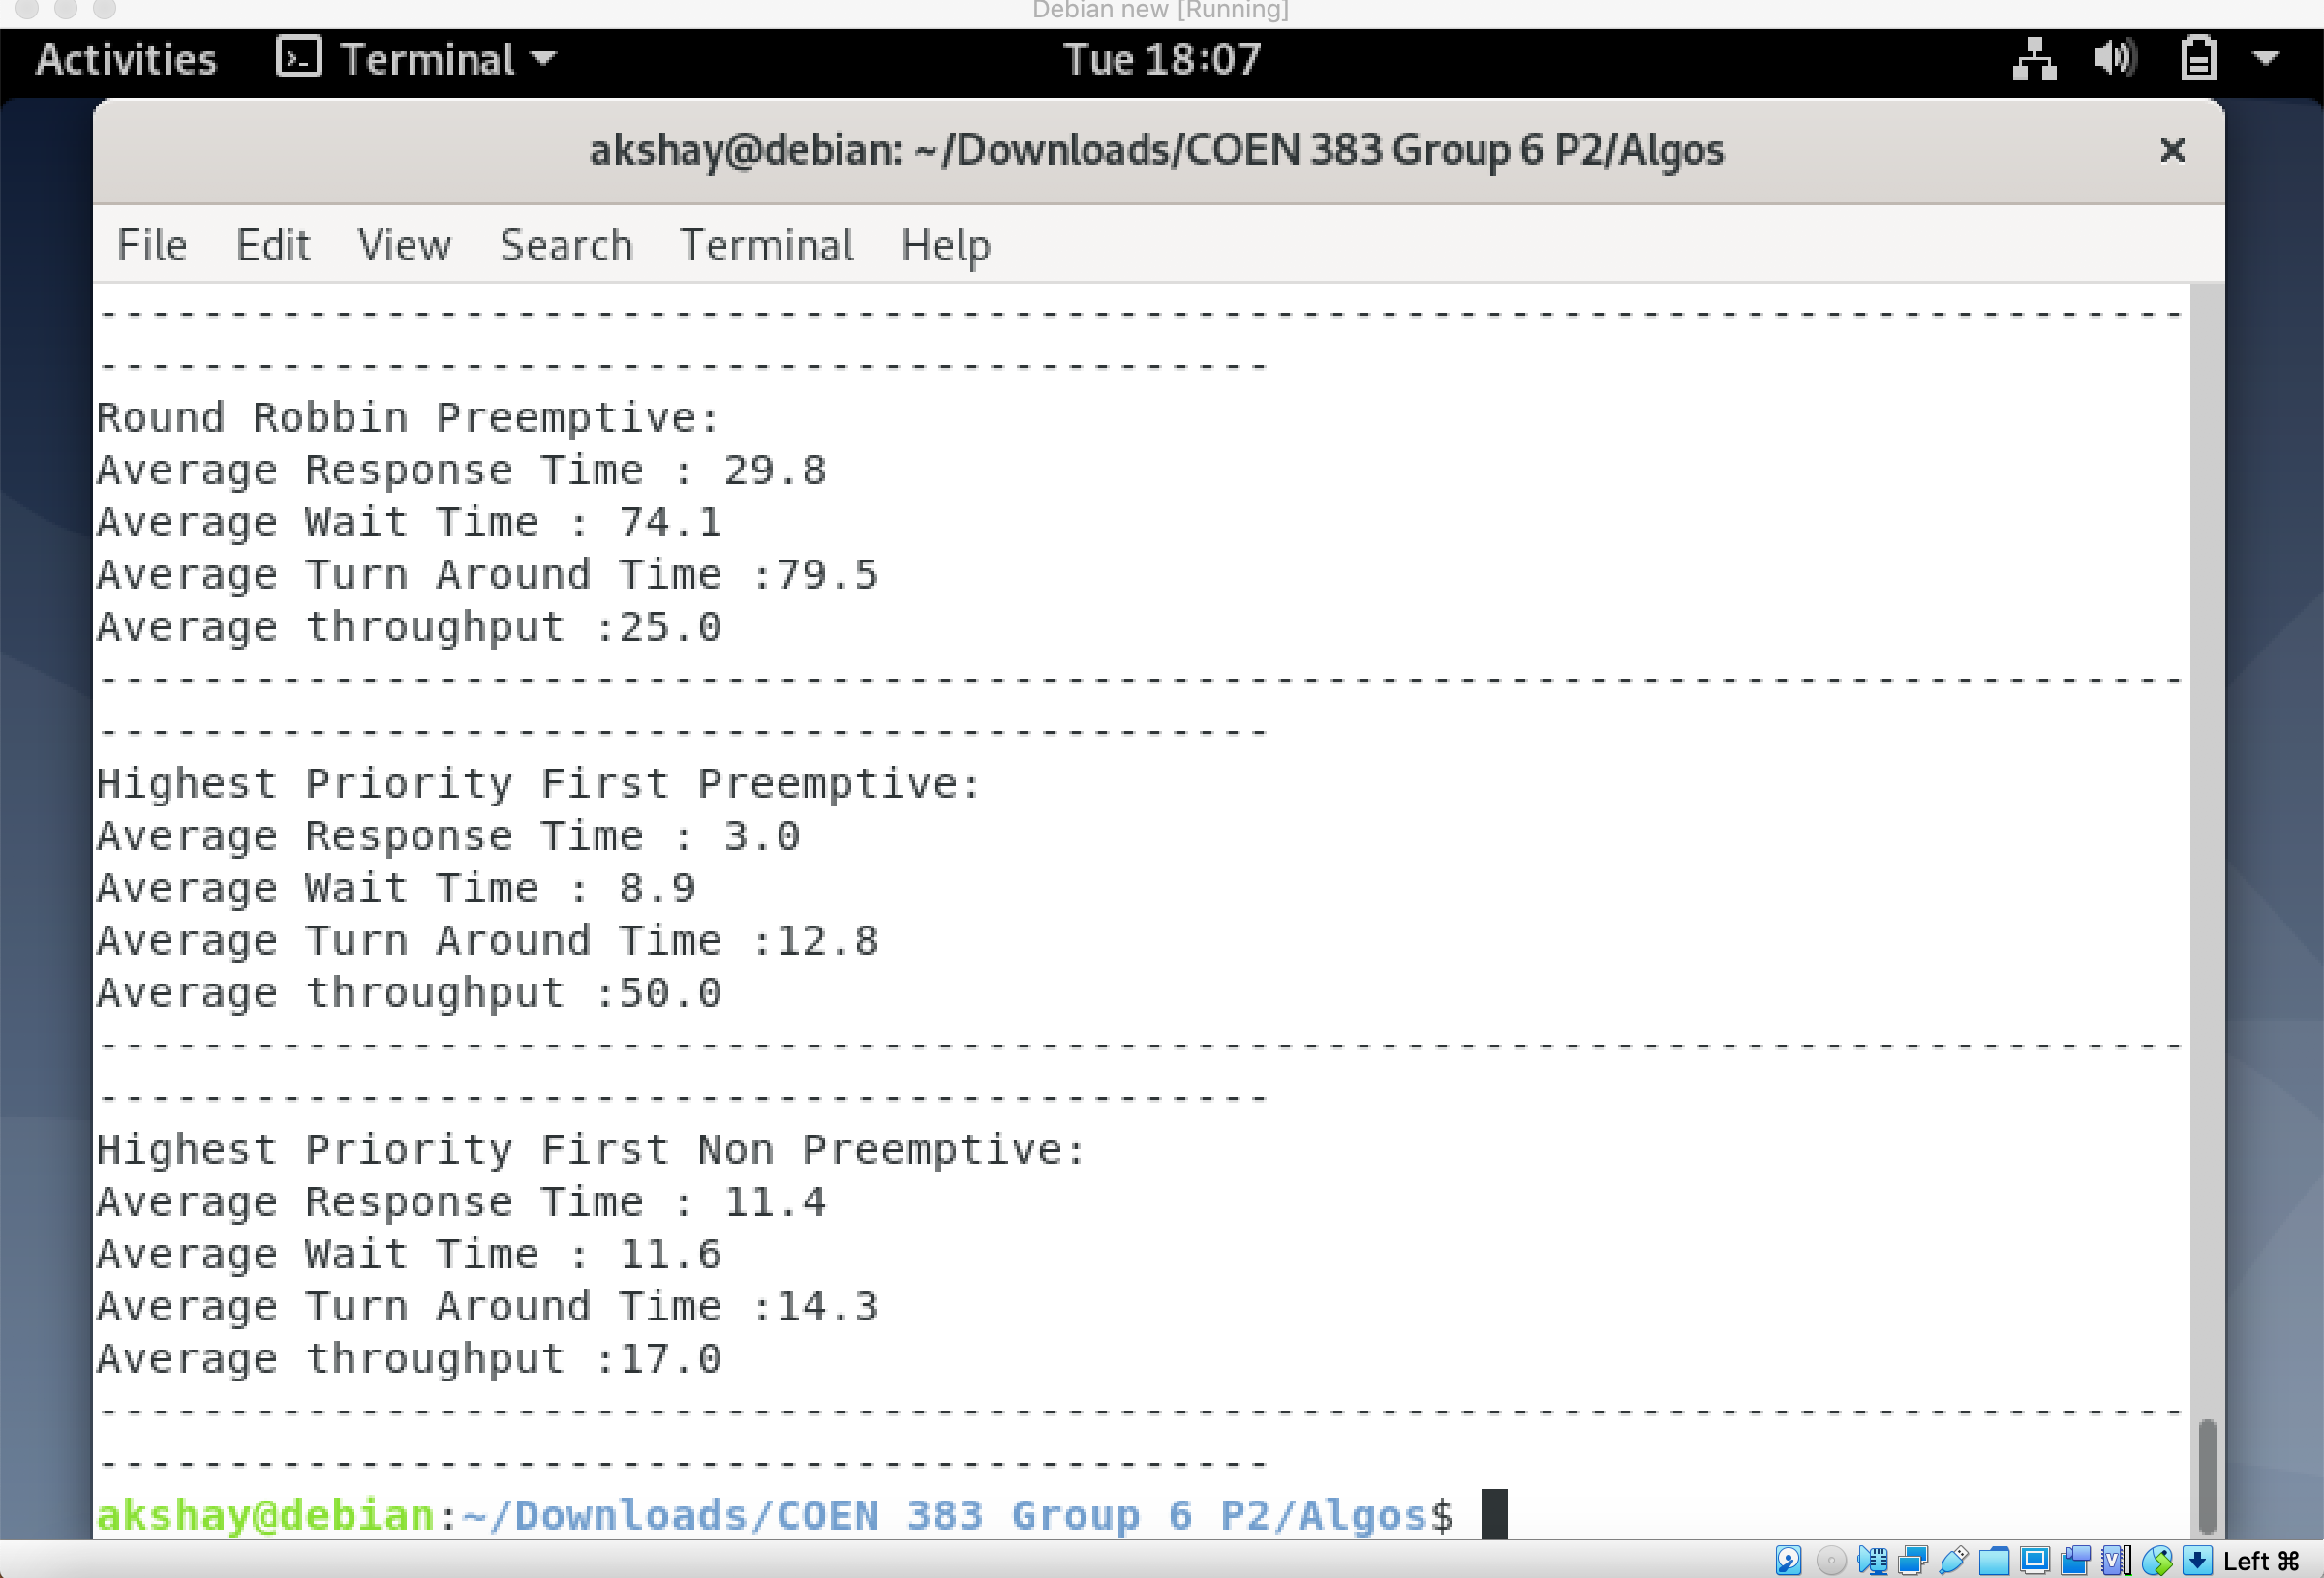 Debian new [Running]
Activities Terminal Tue 18:07
akshay@debian: ~/Downloads/COEN 383 Group 6 P2/Algos
File Edit View Search Terminal Help
--------------------------------------------------------------------------------
---------------------------------------------
Round Robbin Preemptive:
Average Response Time : 29.8
Average Wait Time : 74.1
Average Turn Around Time :79.5
Average throughput :25.0
--------------------------------------------------------------------------------
---------------------------------------------
Highest Priority First Preemptive:
Average Response Time : 3.0
Average Wait Time : 8.9
Average Turn Around Time :12.8
Average throughput :50.0
--------------------------------------------------------------------------------
---------------------------------------------
Highest Priority First Non Preemptive:
Average Response Time : 11.4
Average Wait Time : 11.6
Average Turn Around Time :14.3
Average throughput :17.0
--------------------------------------------------------------------------------
---------------------------------------------
akshay@debian:~/Downloads/COEN 383 Group 6 P2/Algos$
Left ⌘